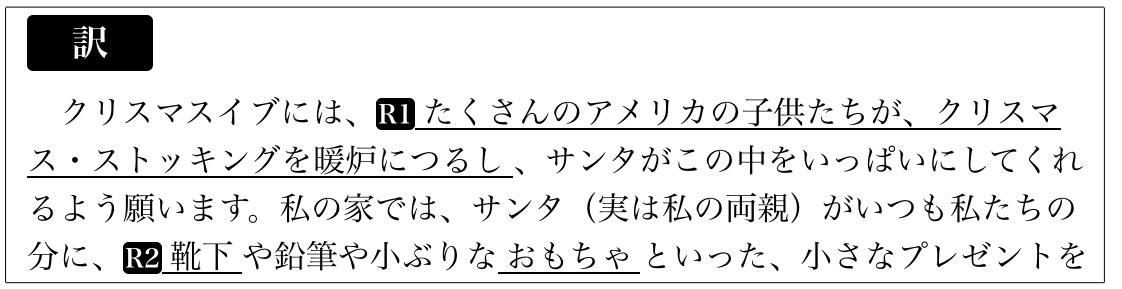 訳
クリスマスイブには、R1たくさんのアメリカの子供たちが、クリスマ
ス・ストッキングを暖炉につるし、サンタがこの中をいっぱいにしてくれ
るよう願います。私の家では、サンタ（実は私の両親）がいつも私たちの
分に、R2靴下や鉛筆や小ぶりなおもちゃといった、小さなプレゼントを